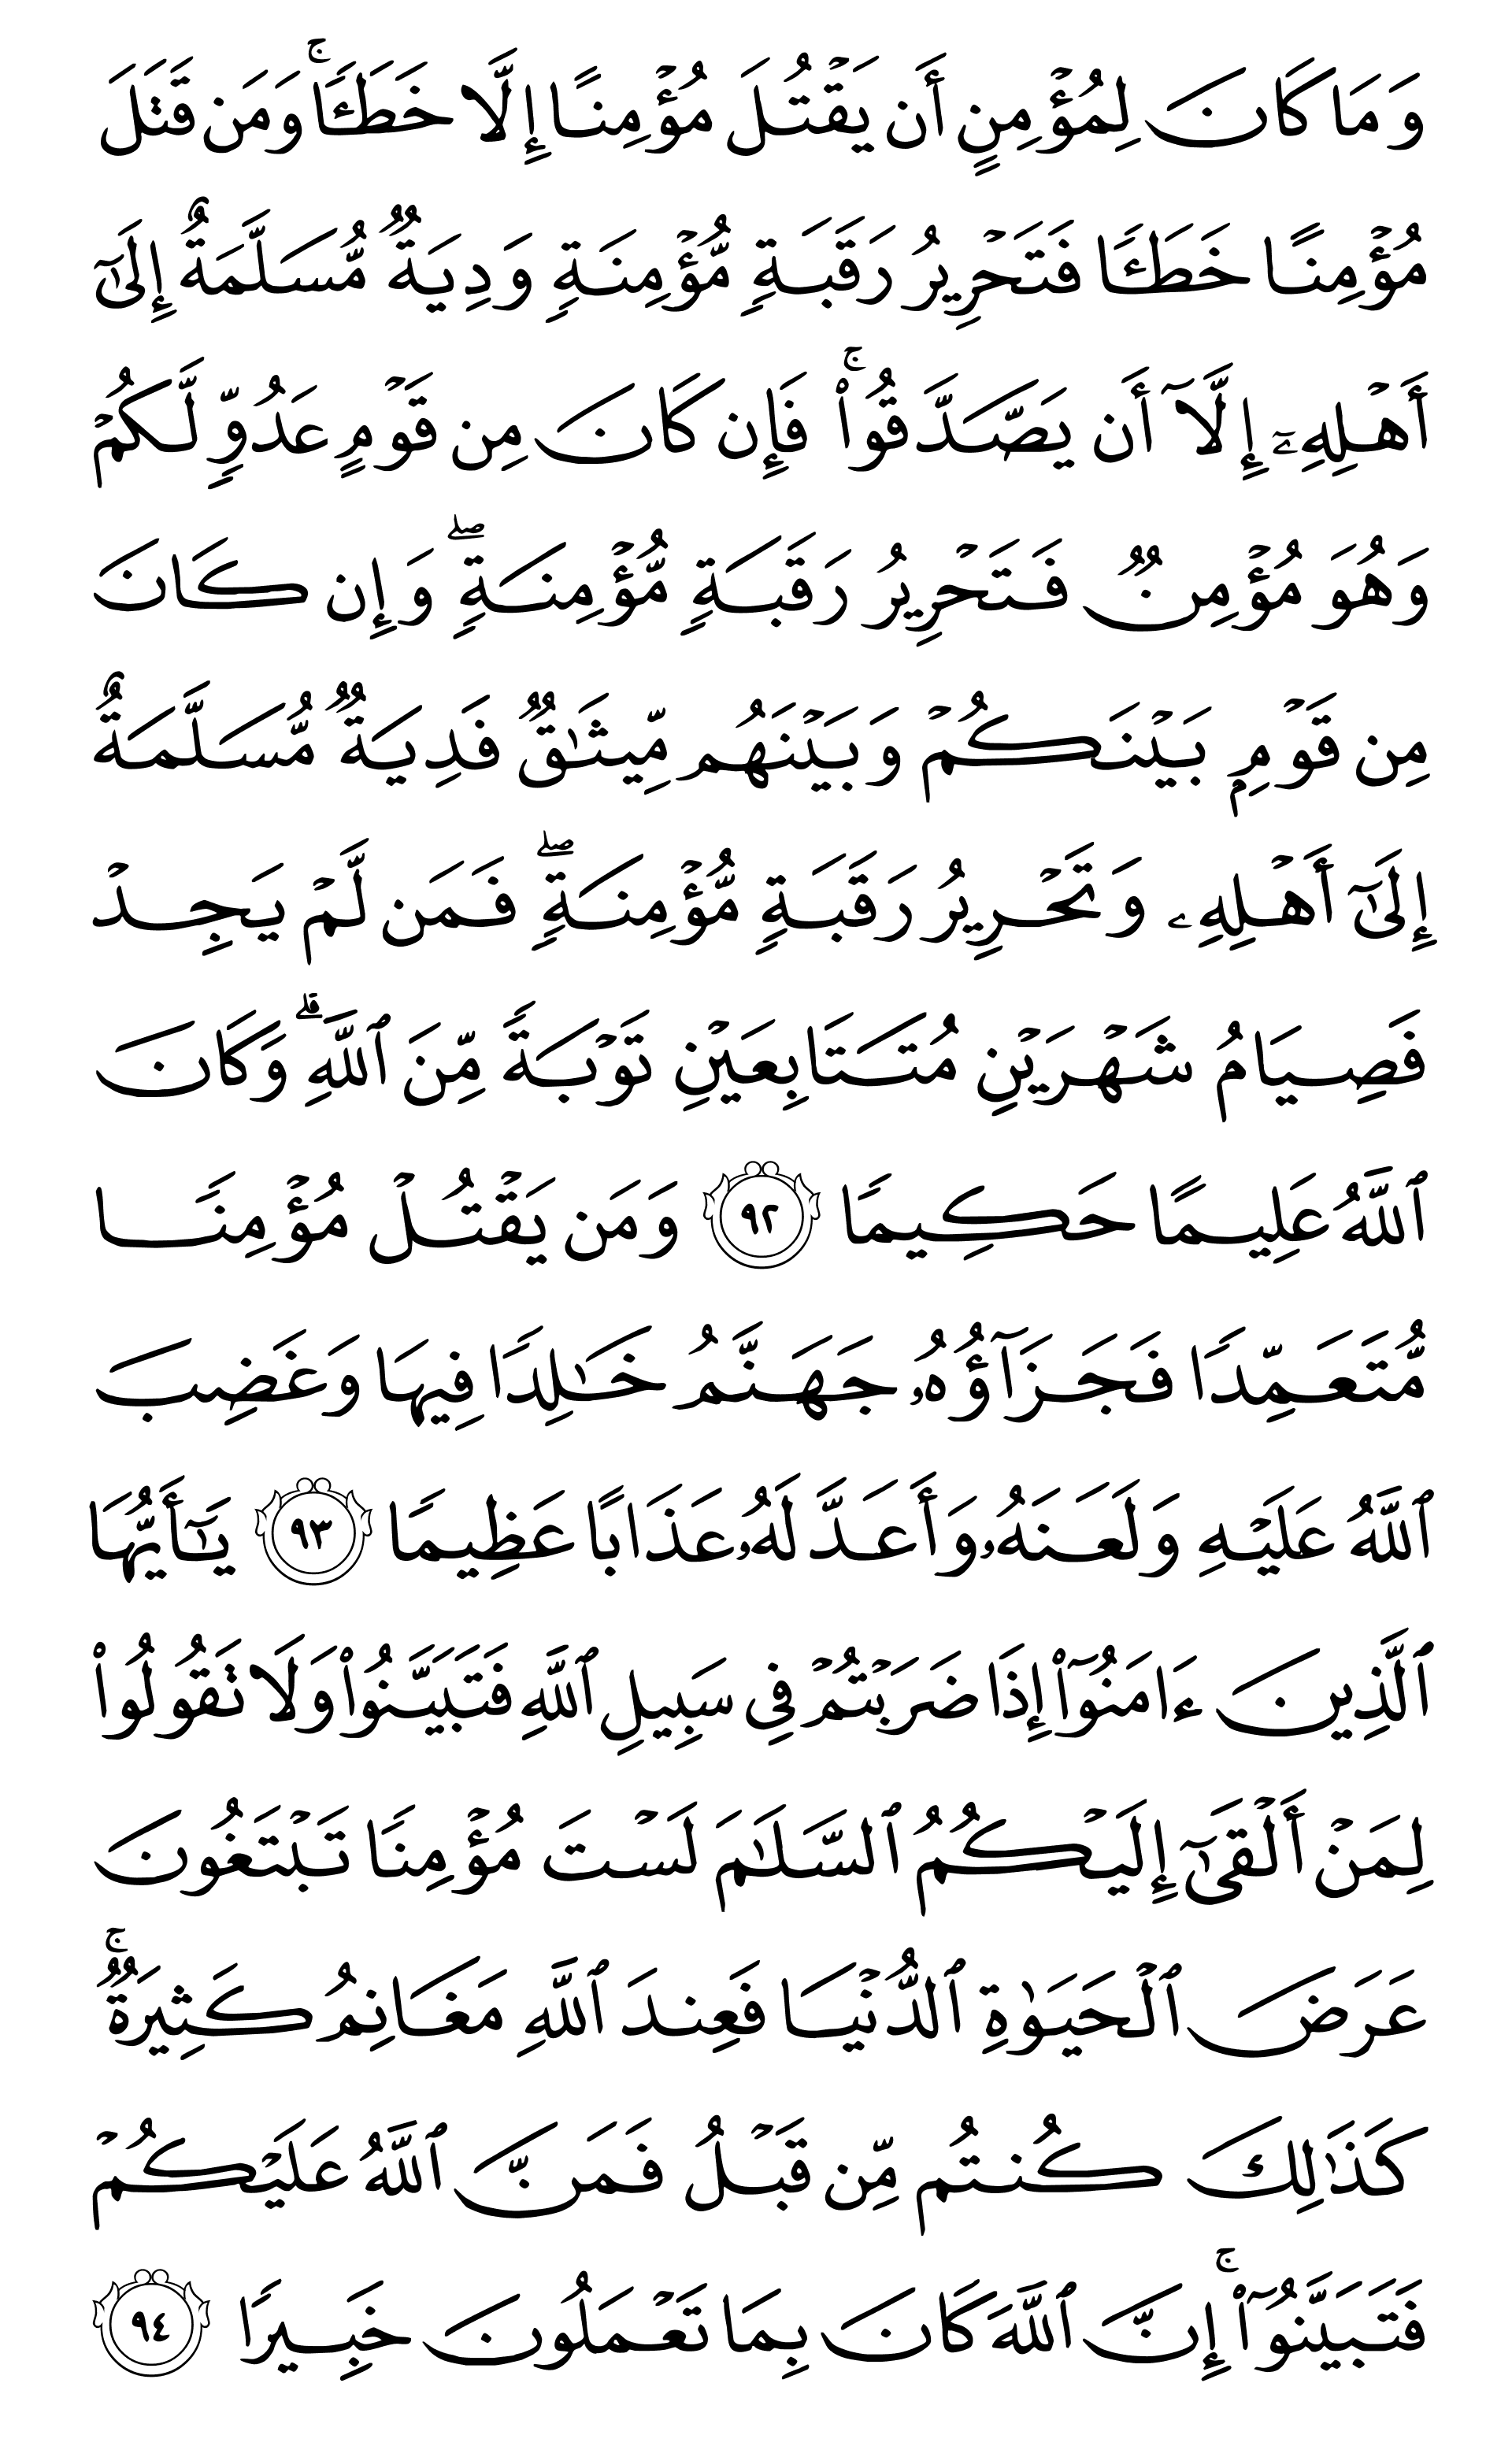 وَمَا كَانَ لِمُؤْمِنٍ أَن يَقْتُلَ مُؤْمِنًا إِلَّا خَطَـًٔا ۚ وَمَن قَتَلَ
مُؤْمِنًا خَطَـًٔا فَتَحْرِيرُ رَقَبَةٍ مُّؤْمِنَةٍ وَدِيَةٌ مُّسَلَّمَةٌ إِلَىٰٓ
أَهْلِهِۦٓ إِلَّآ أَن يَصَّدَّقُوا۟ ۚ فَإِن كَانَ مِن قَوْمٍ عَدُوٍّ لَّكُمْ
وَهُوَ مُؤْمِنٌ فَتَحْرِيرُ رَقَبَةٍ مُّؤْمِنَةٍ ۖ وَإِن كَانَ
مِن قَوْمٍۭ بَيْنَكُمْ وَبَيْنَهُم مِّيثَـٰقٌ فَدِيَةٌ مُّسَلَّمَةٌ
إِلَىٰٓ أَهْلِهِۦ وَتَحْرِيرُ رَقَبَةٍ مُّؤْمِنَةٍ ۖ فَمَن لَّمْ يَجِدْ
فَصِيَامُ شَهْرَيْنِ مُتَتَابِعَيْنِ تَوْبَةً مِّنَ ٱللَّهِ ۗ وَكَانَ
ٱللَّهُ عَلِيمًا حَكِيمًا ٩٢ وَمَن يَقْتُلْ مُؤْمِنًا
مُّتَعَمِّدًا فَجَزَآؤُهُۥ جَهَنَّمُ خَـٰلِدًا فِيهَا وَغَضِبَ
ٱللَّهُ عَلَيْهِ وَلَعَنَهُۥ وَأَعَدَّ لَهُۥ عَذَابًا عَظِيمًا ٩٣ يَـٰٓأَيُّهَا
ٱلَّذِينَ ءَامَنُوٓا۟ إِذَا ضَرَبْتُمْ فِى سَبِيلِ ٱللَّهِ فَتَبَيَّنُوا۟ وَلَا تَقُولُوا۟
لِمَنْ أَلْقَىٰٓ إِلَيْكُمُ ٱلسَّلَـٰمَ لَسْتَ مُؤْمِنًا تَبْتَغُونَ
عَرَضَ ٱلْحَيَوٰةِ ٱلدُّنْيَا فَعِندَ ٱللَّهِ مَغَانِمُ كَثِيرَةٌ ۚ
كَذَٰلِكَ كُنتُم مِّن قَبْلُ فَمَنَّ ٱللَّهُ عَلَيْكُمْ
فَتَبَيَّنُوٓا۟ ۚ إِنَّ ٱللَّهَ كَانَ بِمَا تَعْمَلُونَ خَبِيرًا ٩٤